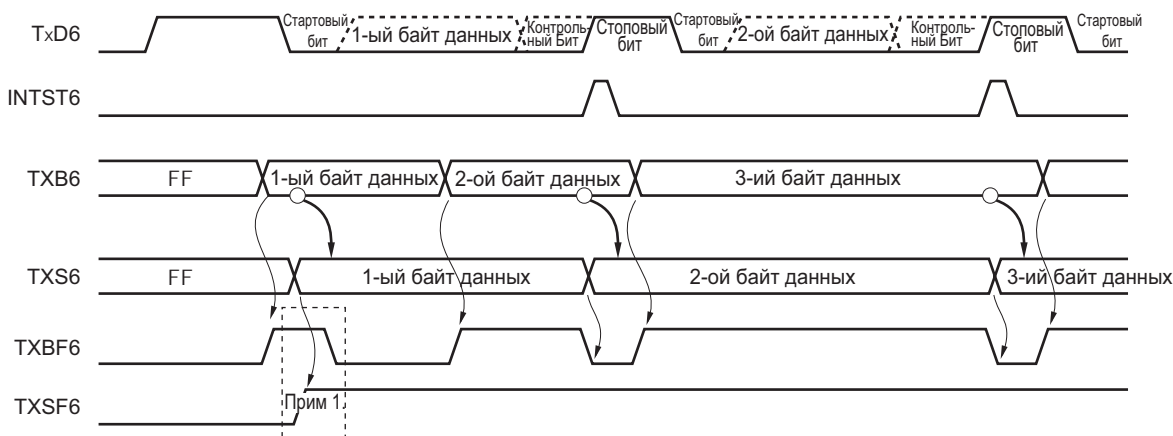 TxD6
Стартовый
бит
1-ый байт данных
Контроль-
ный Бит
Стоповый
бит
Стартовый
бит
2-ой байт данных
Контроль-
ный Бит
Стоповый
бит
Стартовый
бит
INTST6
TXB6
FF
1-ый байт данных
2-ой байт данных
3-ий байт данных
TXS6
FF
1-ый байт данных
2-ой байт данных
3-ий байт данных
TXBF6
TXSF6
Прим 1.